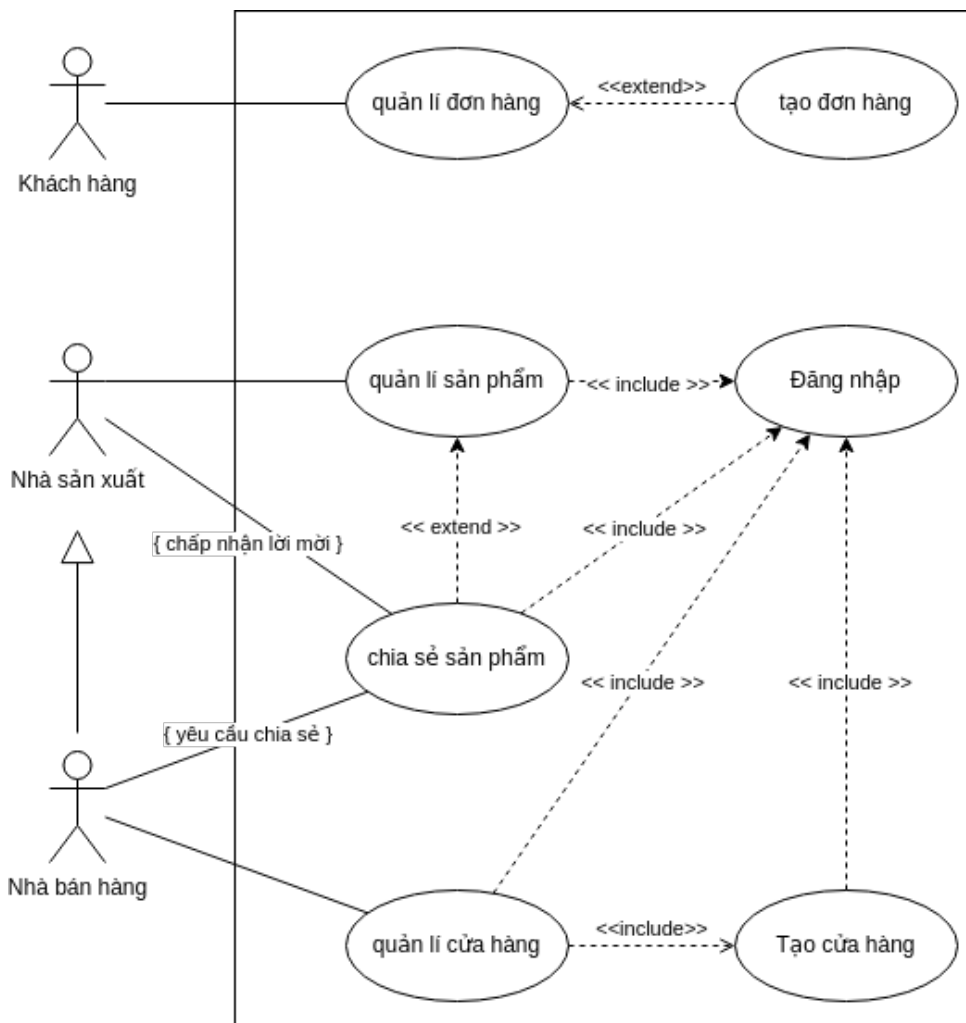 quản lí đơn hàng
<<extend>>
tạo đơn hàng
Khách hàng
quản lí sản phẩm
<< include >>
Đăng nhập
Nhà sản xuất
<< extend >>
<< include >>
{ chấp nhận lời mời }
chia sẻ sản phẩm
<< include >>
<< include >>
{ yêu cầu chia sẻ }
Nhà bán hàng
quản lí cửa hàng
<<include>>
Tạo cửa hàng